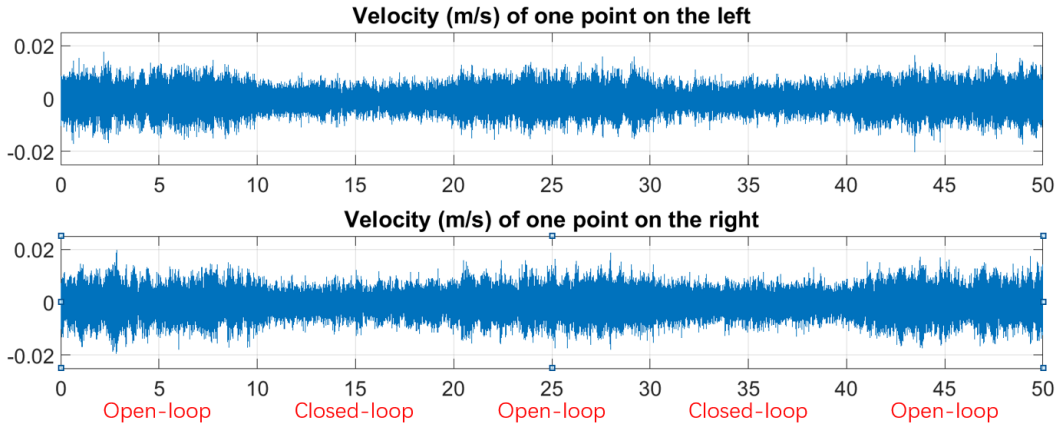 Velocity (m/s) of one point on the left
0.02
0
-0.02
0 5 10 15 20 25 30 35 40 45 50
Velocity (m/s) of one point on the right
0.02
0
-0.02
0 5 10 15 20 25 30 35 40 45 50
Open-loop Closed-loop Open-loop Closed-loop Open-loop